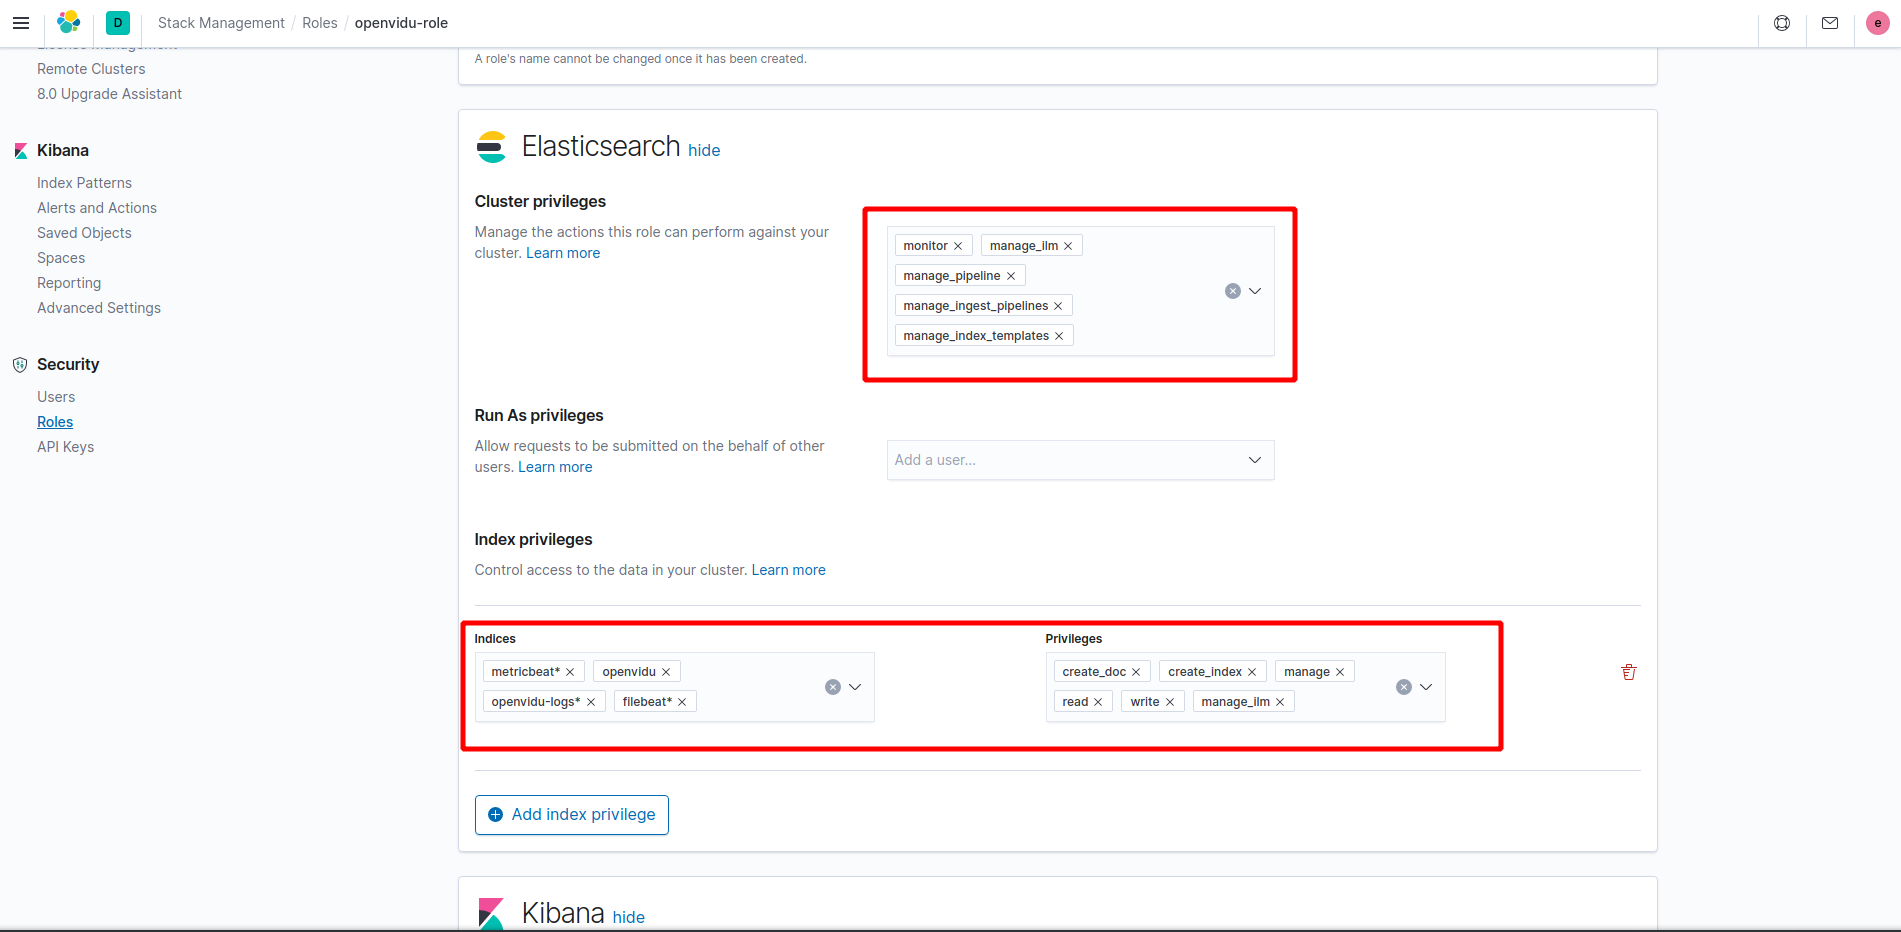 D Stack Management / Roles / openvidu-role e
License Management
Remote Clusters
8.0 Upgrade Assistant
Kibana
Index Patterns
Alerts and Actions
Saved Objects
Spaces
Reporting
Advanced Settings
Security
Users
Roles
API Keys
A role's name cannot be changed once it has been created.
Elasticsearch hide
Cluster privileges
Manage the actions this role can perform against your
cluster. Learn more
monitor manage_ilm
manage_pipeline
manage_ingest_pipelines
manage_index_templates
Run As privileges
Allow requests to be submitted on the behalf of other
users. Learn more
Add a user...
Index privileges
Control access to the data in your cluster. Learn more
Indices
metricbeat* openvidu
openvidu-logs* filebeat*
Privileges
create_doc create_index manage
read write manage_ilm
Add index privilege
Kibana hide